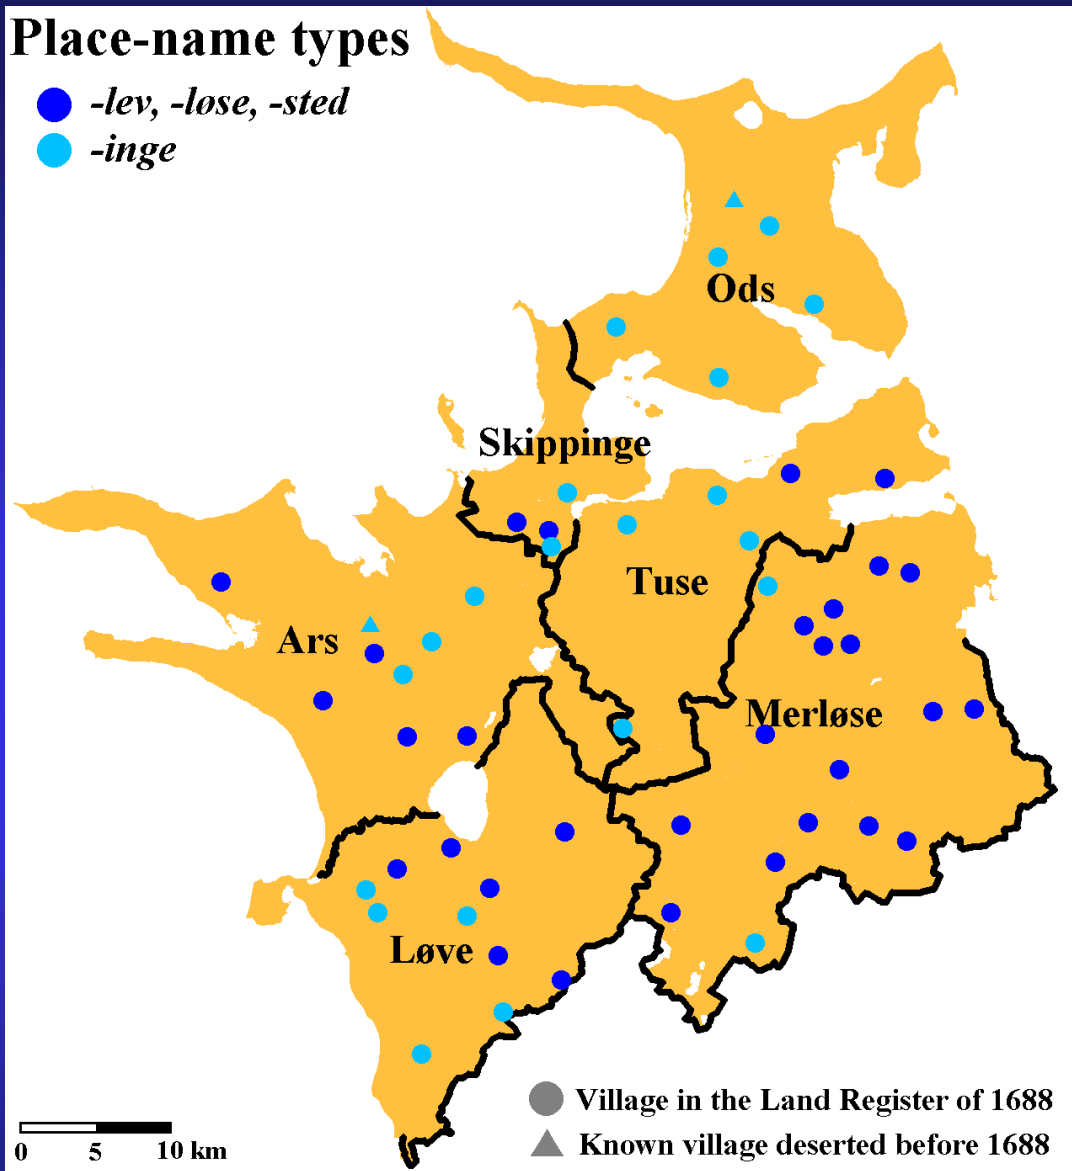 Place-name types
-lev, -løse, -sted
-inge
Ods
Skippinge
Tuse
Ars
Merløse
Løve
Village in the Land Register of 1688
Known village deserted before 1688
0 5 10 km